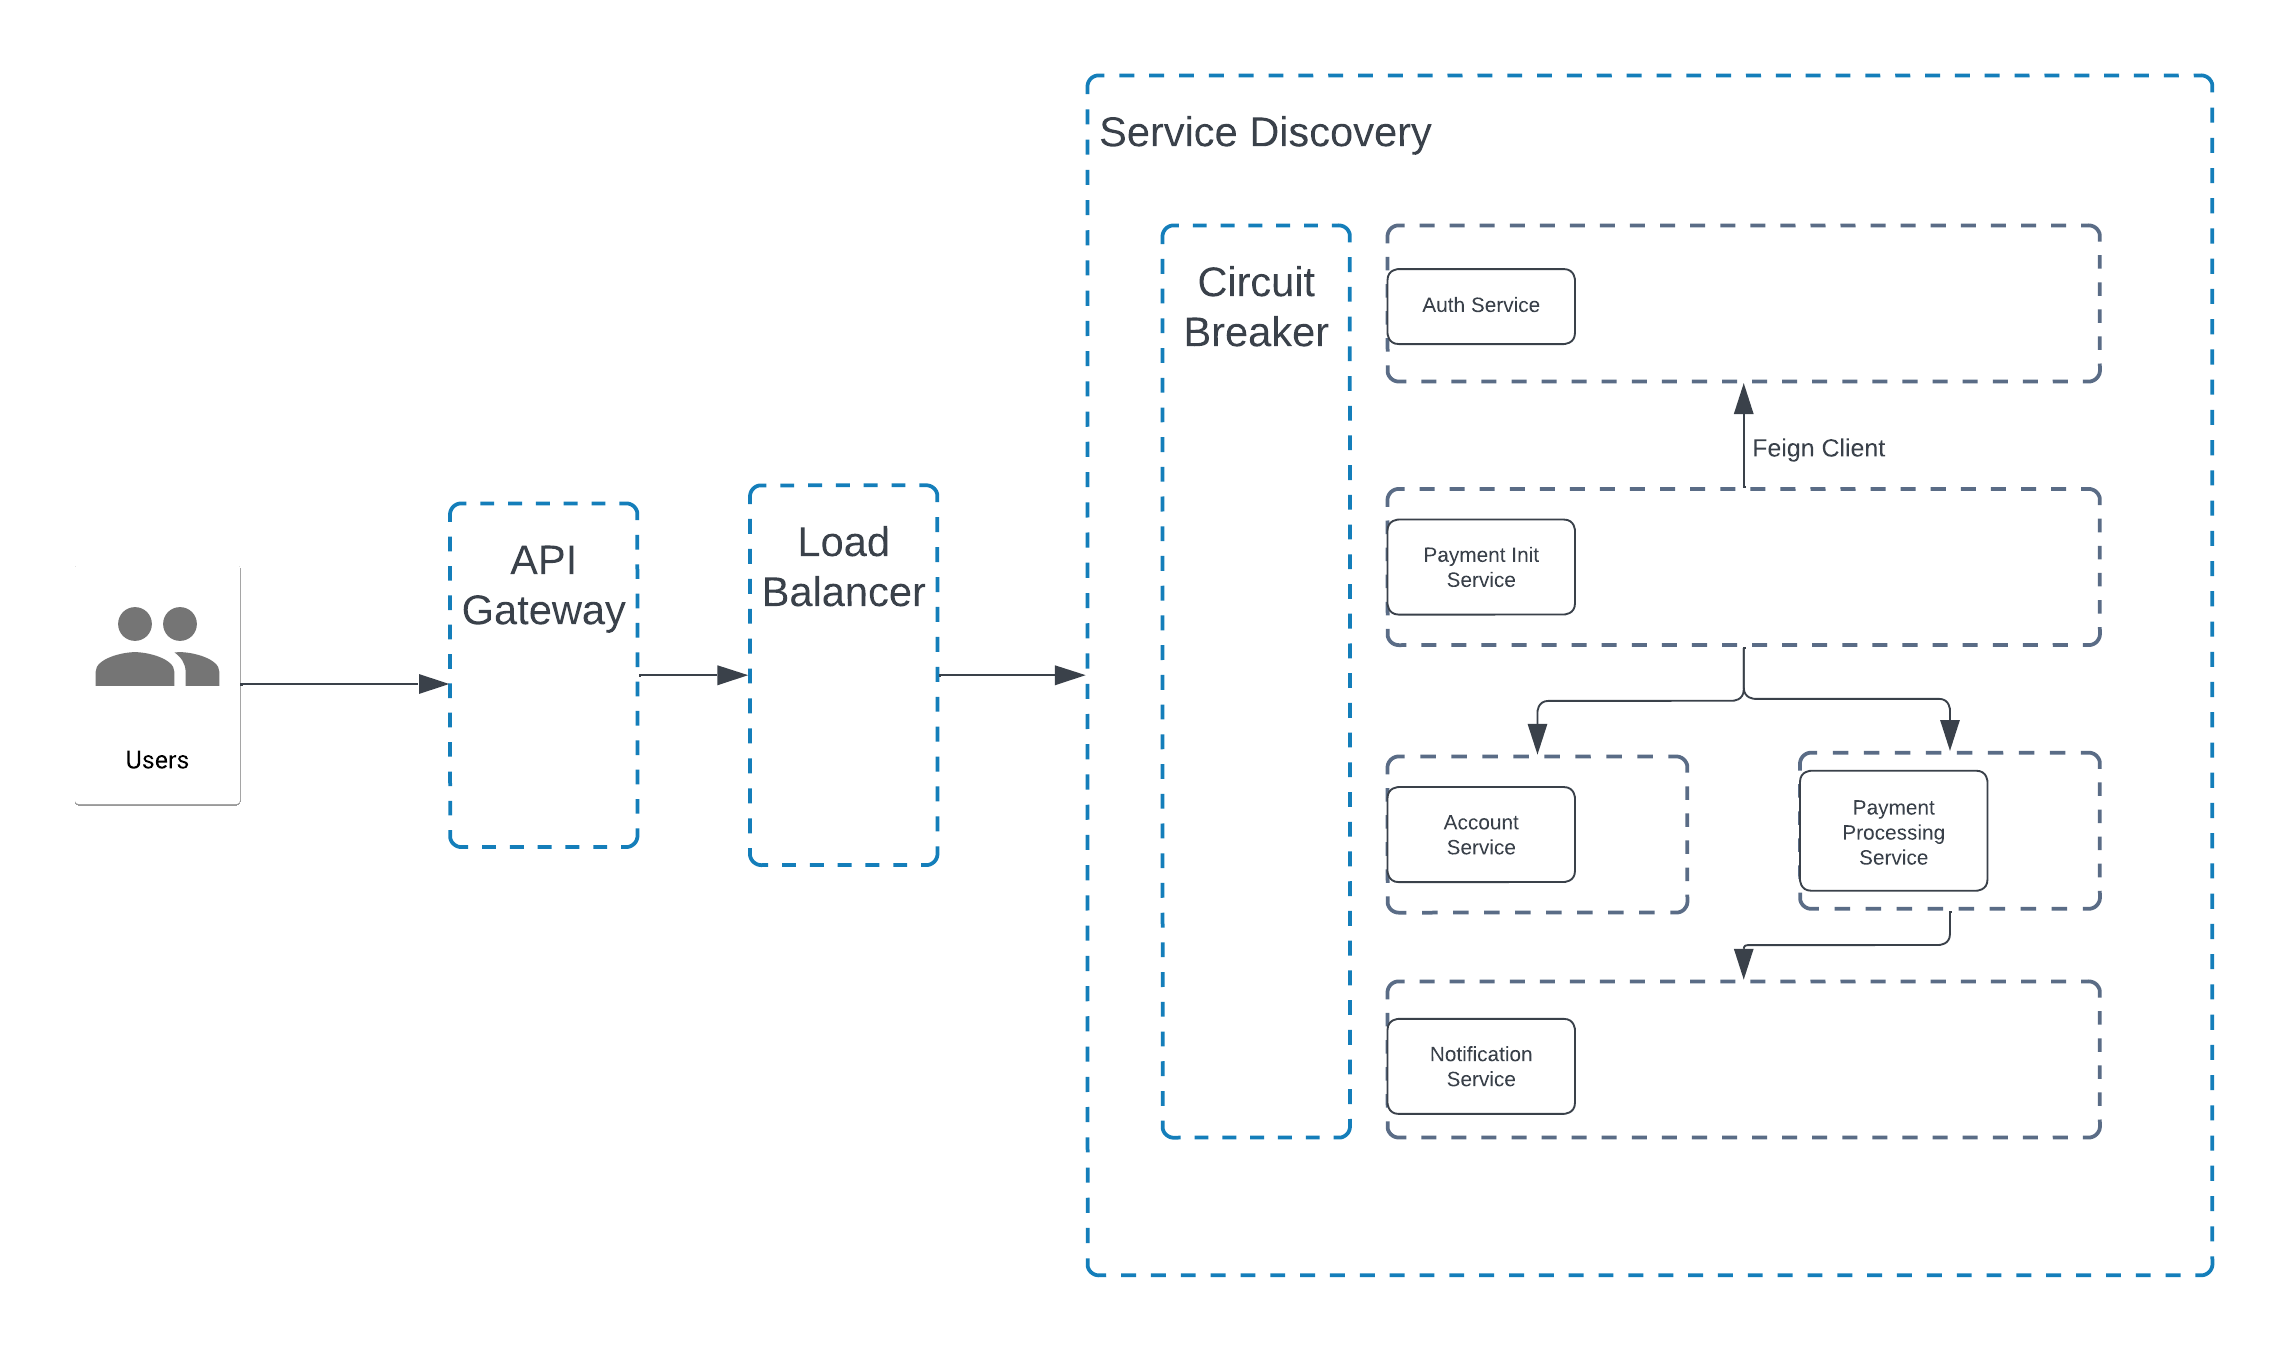 Service Discovery
Circuit
Breaker
Auth Service
Feign Client
Load
Balancer
API
Gateway
Payment Init
Service
Users
Account
Service
Payment
Processing
Service
Notification
Service